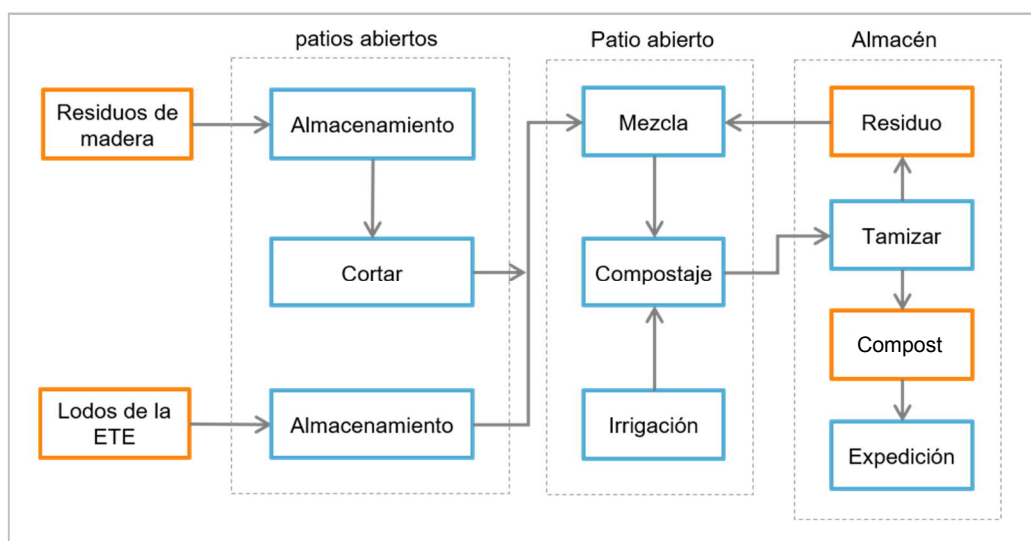 patios abiertos
Patio abierto
Almacén
Residuos de
madera
Almacenamiento
Mezcla
Residuo
Cortar
Compostaje
Tamizar
Compost
Lodos de la
ETE
Almacenamiento
Irrigación
Expedición